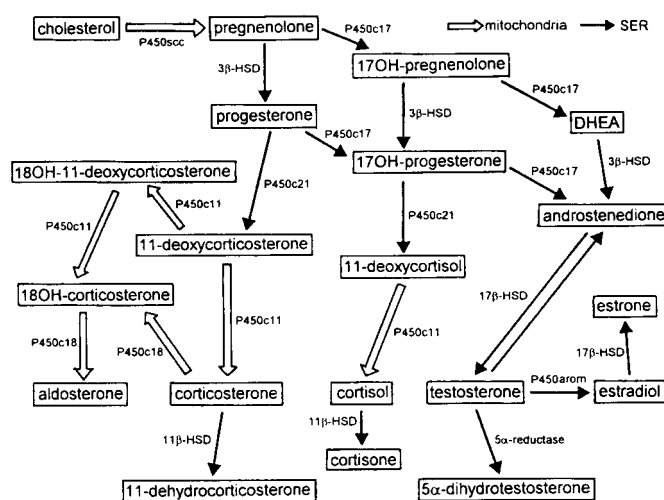 cholesterol
P450scc
pregnenolone
P450c17
mitochondria
SER
3β-HSD
17OH-pregnenolone
P450c17
progesterone
3β-HSD
DHEA
P450c17
17OH-progesterone
P450c17
3β-HSD
18OH-11-deoxycorticosterone
P450c21
P450c11
P450c11
P450c21
androstenedione
11-deoxycorticosterone
11-deoxycortisol
18OH-corticosterone
17β-HSD
estrone
P450c11
P450c11
P450c18
P450c18
17β-HSD
P450arom
aldosterone
corticosterone
cortisol
testosterone
estradiol
11β-HSD
11β-HSD
5α-reductase
cortisone
11-dehydrocorticosterone
5α-dihydrotestosterone